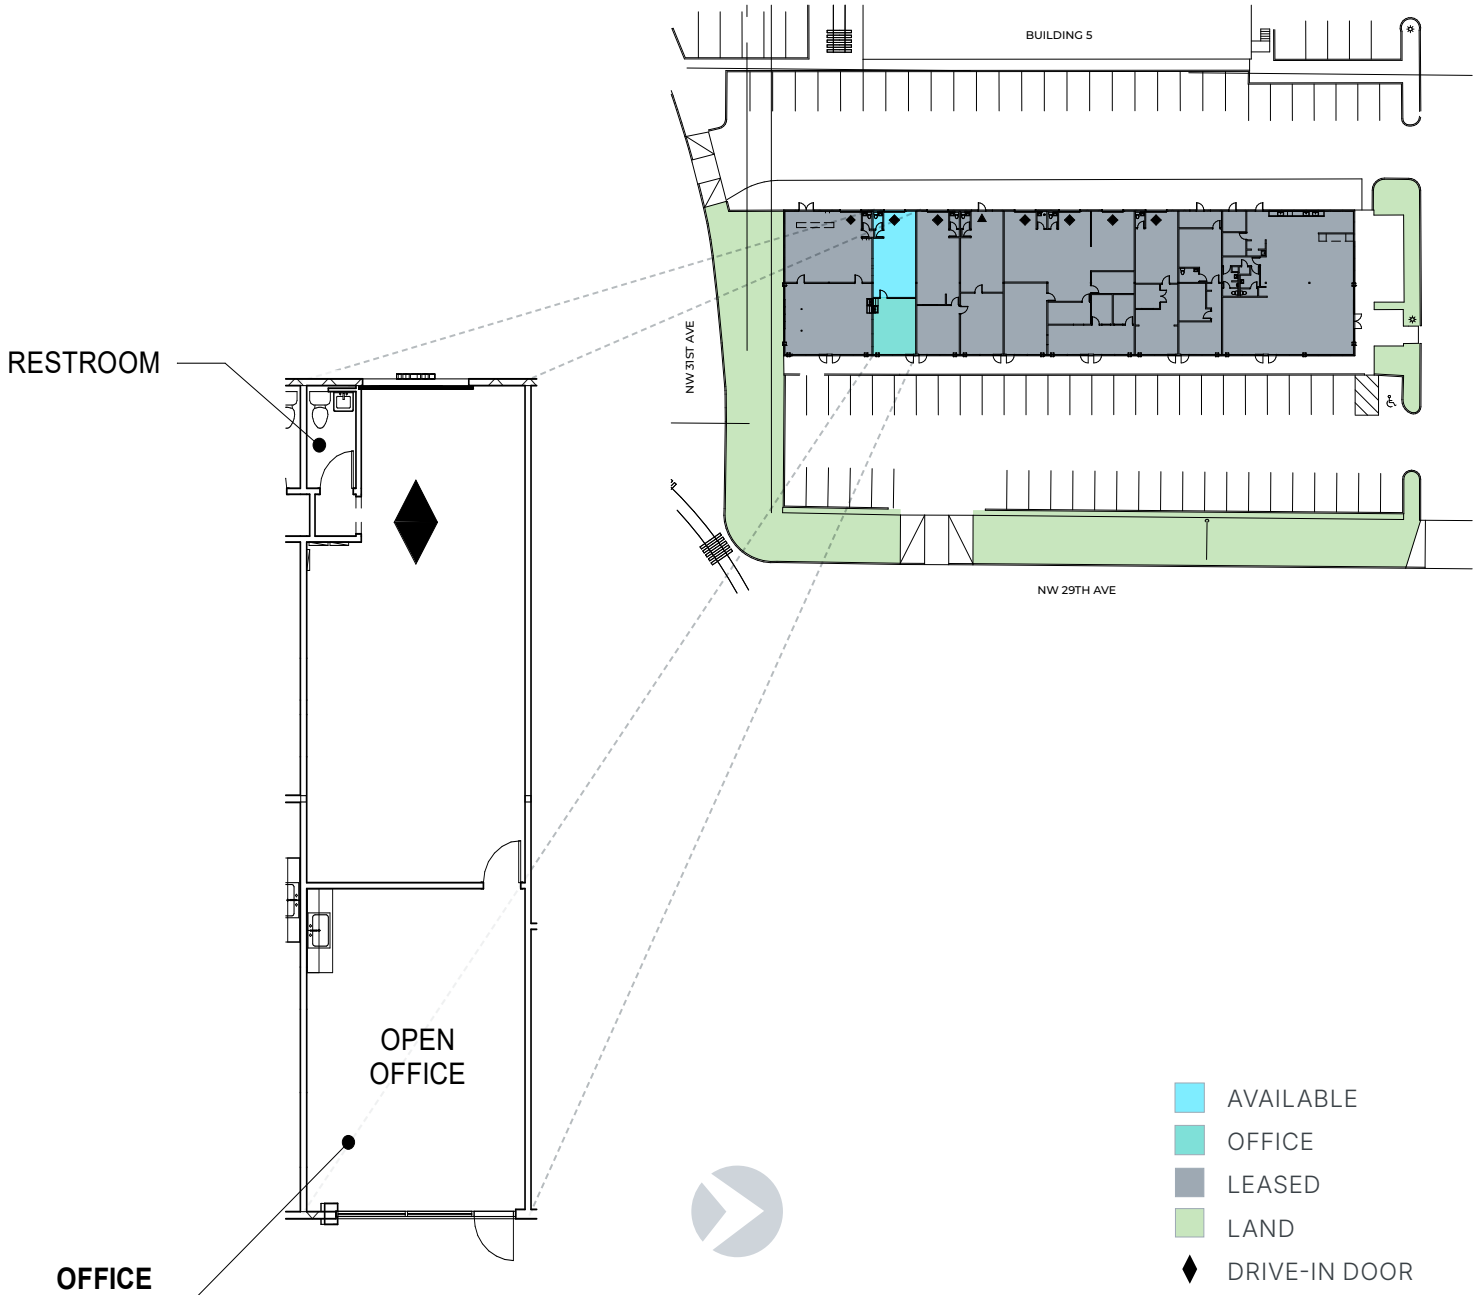 BUILDING 5
NW 31ST AVE
RESTROOM
NW 29TH AVE
OPEN
OFFICE
OFFICE
AVAILABLE
OFFICE
LEASED
LAND
DRIVE-IN DOOR